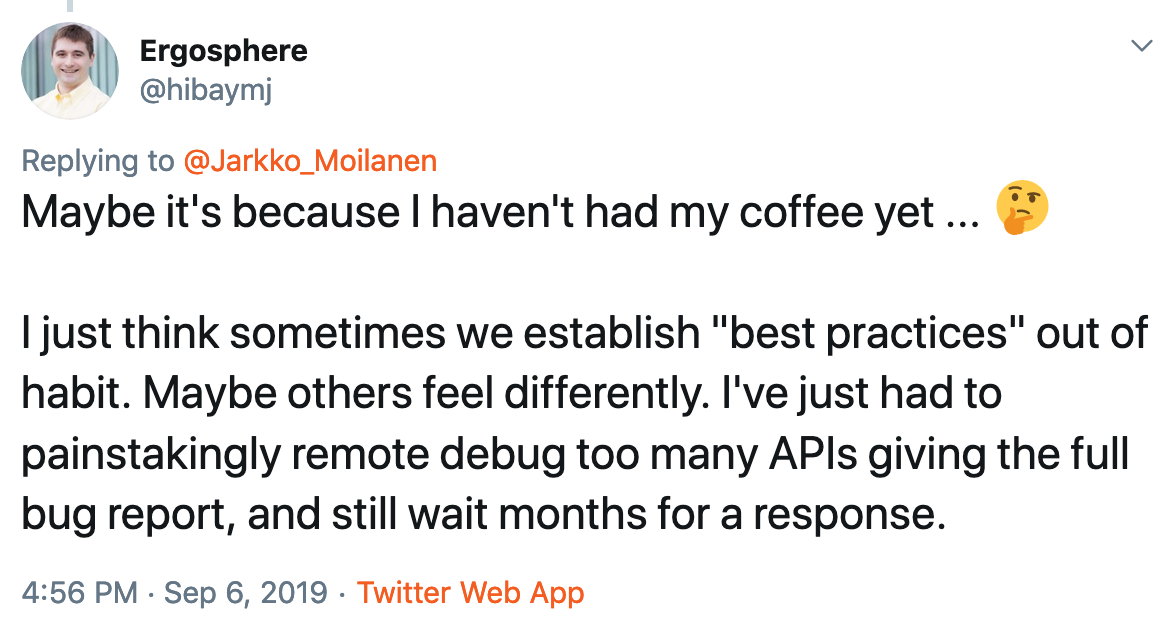 Ergosphere
@hibaymj
Replying to @Jarkko_Moilanen
Maybe it's because I haven't had my coffee yet ... 🤔
I just think sometimes we establish "best practices" out of
habit. Maybe others feel differently. I've just had to
painstakingly remote debug too many APIs giving the full
bug report, and still wait months for a response.
4:56 PM · Sep 6, 2019 · Twitter Web App